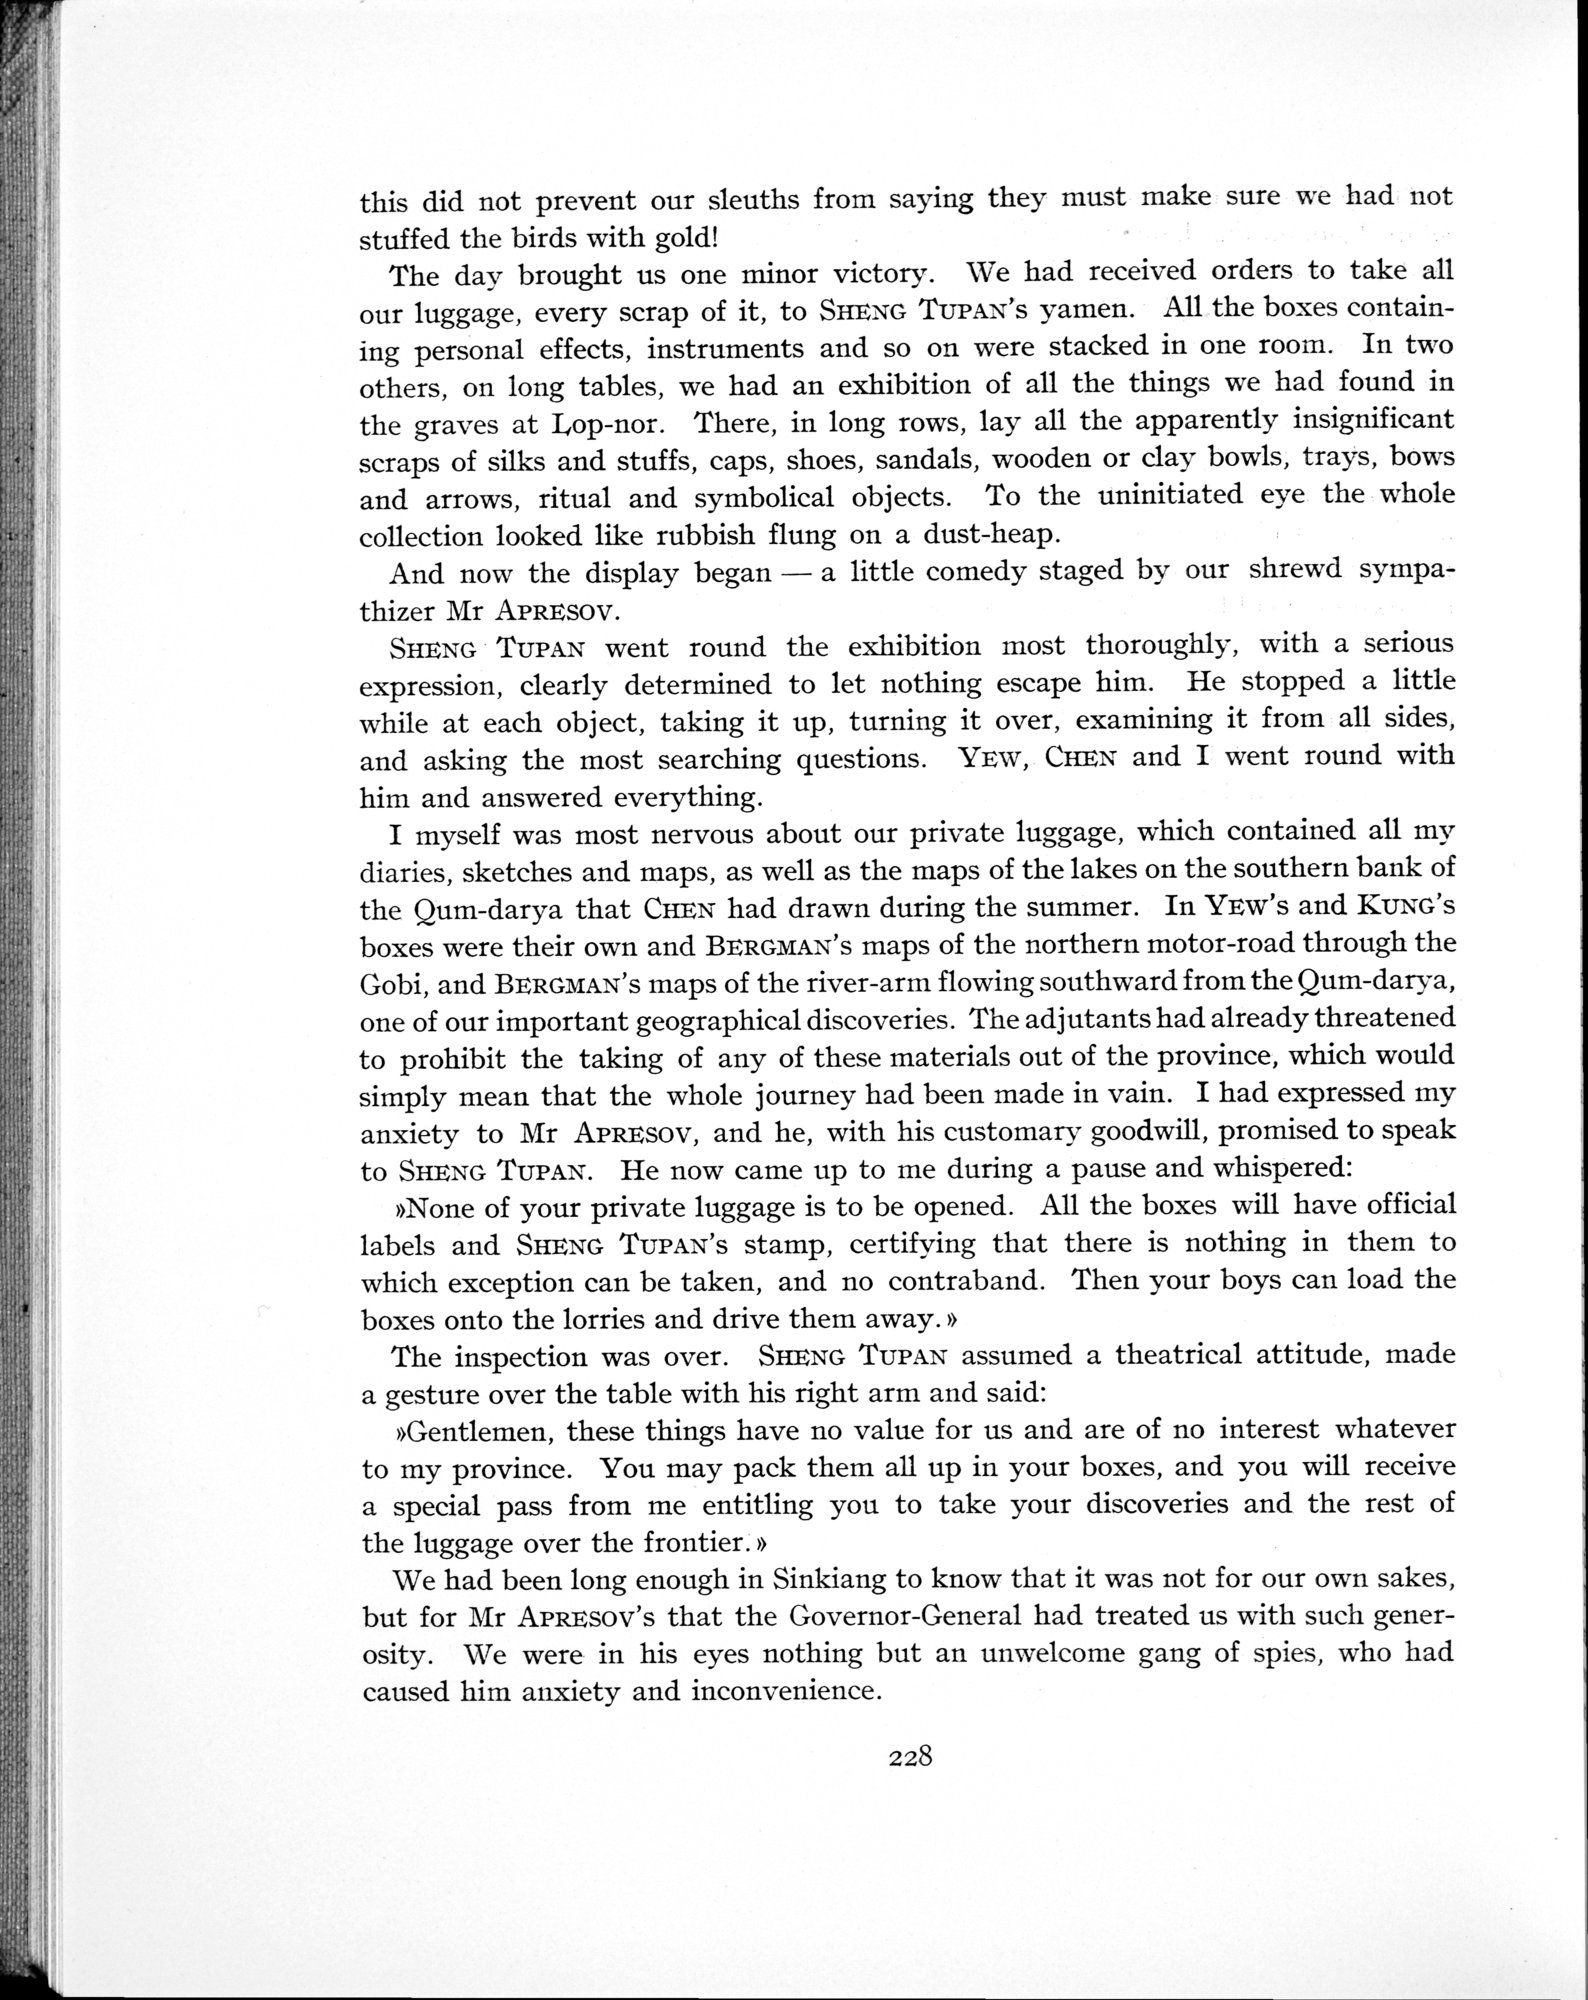 this did not prevent our sleuths from saying they must make sure we had not
stuffed the birds with gold!
The day brought us one minor victory. We had received orders to take all
our luggage, every scrap of it, to SHENG TUPAN's yamen. All the boxes contain-
ing personal effects, instruments and so on were stacked in one room. In two
others, on long tables, we had an exhibition of all the things we had found in
the graves at Lop-nor. There, in long rows, lay all the apparently insignificant
scraps of silks and stuffs, caps, shoes, sandals, wooden or clay bowls, trays, bows
and arrows, ritual and symbolical objects. To the uninitiated eye the whole
collection looked like rubbish flung on a dust-heap.
And now the display began — a little comedy staged by our shrewd sympa-
thizer Mr APRESOV.
SHENG TUPAN went round the exhibition most thoroughly, with a serious
expression, clearly determined to let nothing escape him. He stopped a little
while at each object, taking it up, turning it over, examining it from all sides,
and asking the most searching questions. YEW, CHEN and I went round with
him and answered everything.
I myself was most nervous about our private luggage, which contained all my
diaries, sketches and maps, as well as the maps of the lakes on the southern bank of
the Qum-darya that CHEN had drawn during the summer. In YEW's and KUNG's
boxes were their own and BERGMAN's maps of the northern motor-road through the
Gobi, and BERGMAN's maps of the river-arm flowing southward from the Qum-darya,
one of our important geographical discoveries. The adjutants had already threatened
to prohibit the taking of any of these materials out of the province, which would
simply mean that the whole journey had been made in vain. I had expressed my
anxiety to Mr APRESOV, and he, with his customary goodwill, promised to speak
to SHENG TUPAN. He now came up to me during a pause and whispered:
»None of your private luggage is to be opened. All the boxes will have official
labels and SHENG TUPAN's stamp, certifying that there is nothing in them to
which exception can be taken, and no contraband. Then your boys can load the
boxes onto the lorries and drive them away.»
The inspection was over. SHENG TUPAN assumed a theatrical attitude, made
a gesture over the table with his right arm and said:
»Gentlemen, these things have no value for us and are of no interest whatever
to my province. You may pack them all up in your boxes, and you will receive
a special pass from me entitling you to take your discoveries and the rest of
the luggage over the frontier.»
We had been long enough in Sinkiang to know that it was not for our own sakes,
but for Mr APRESOV's that the Governor-General had treated us with such gener-
osity. We were in his eyes nothing but an unwelcome gang of spies, who had
caused him anxiety and inconvenience.
228